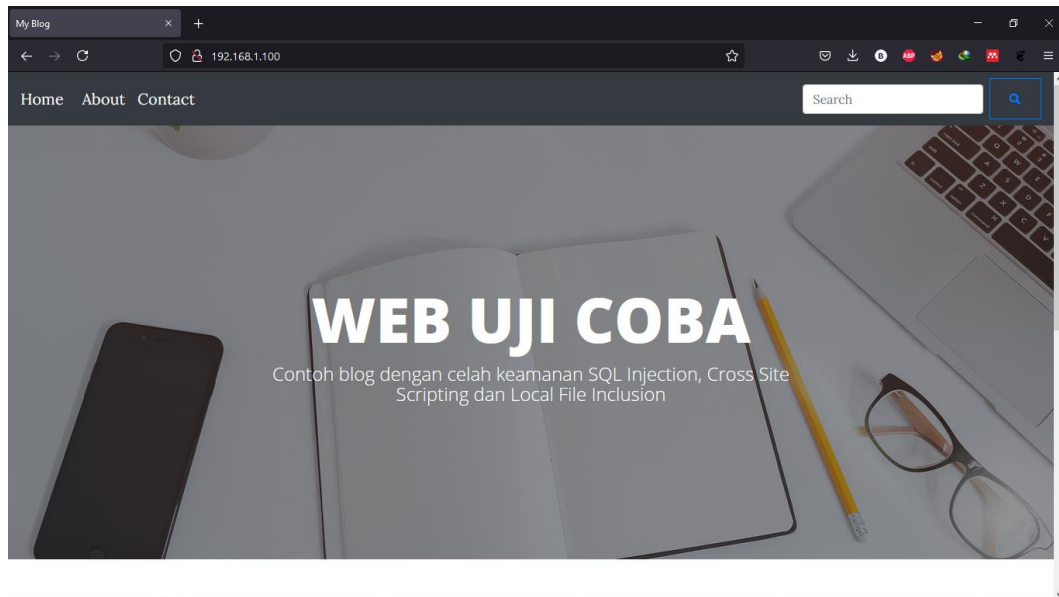 My Blog
192.168.1.100
Home About Contact
Search
WEB UJI COBA
Contoh blog dengan celah keamanan SQL Injection, Cross Site
Scripting dan Local File Inclusion